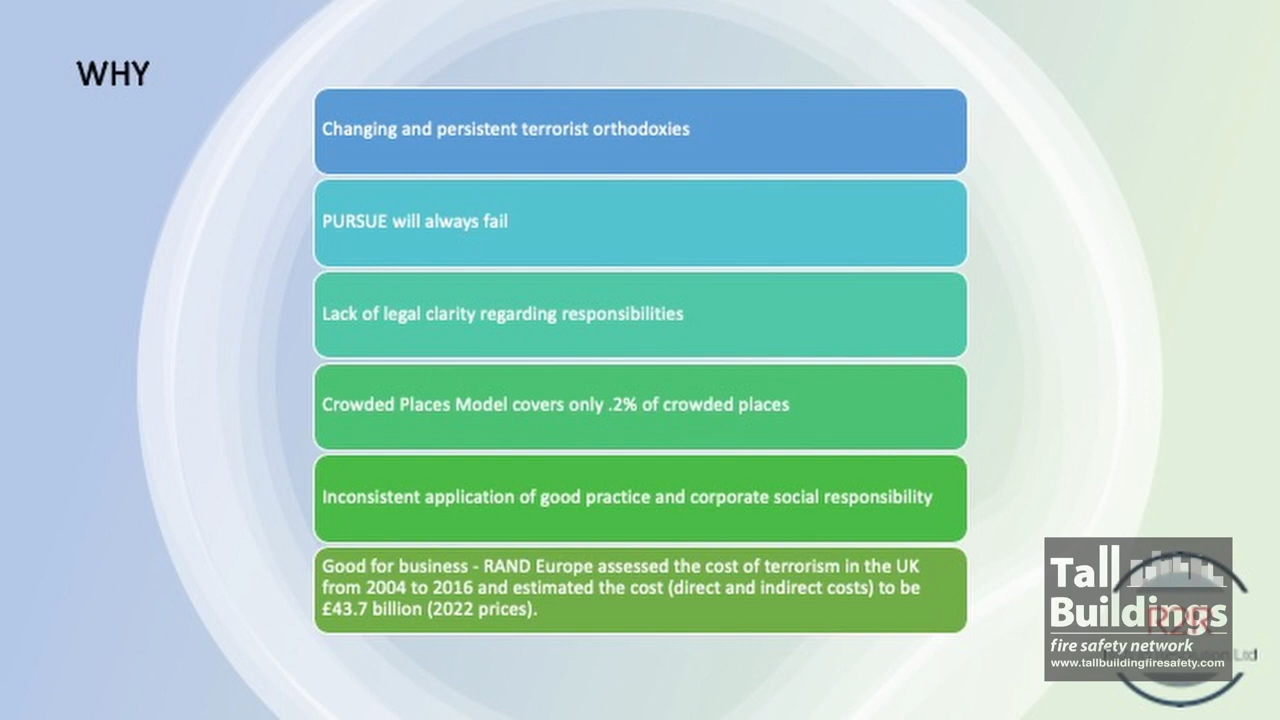 WHY
Changing and persistent terrorist orthodoxies
PURSUE will always fail
Lack of legal clarity regarding responsibilities
Crowded Places Model covers only .2% of crowded places
Inconsistent application of good practice and corporate social responsibility
Good for business - RAND Europe assessed the cost of terrorism in the UK
from 2004 to 2016 and estimated the cost (direct and indirect costs) to be
£43.7 billion (2022 prices).
Tall
Buildings
fire safety network
www.tallbuildingfiresafety.com
R2R
Ltd